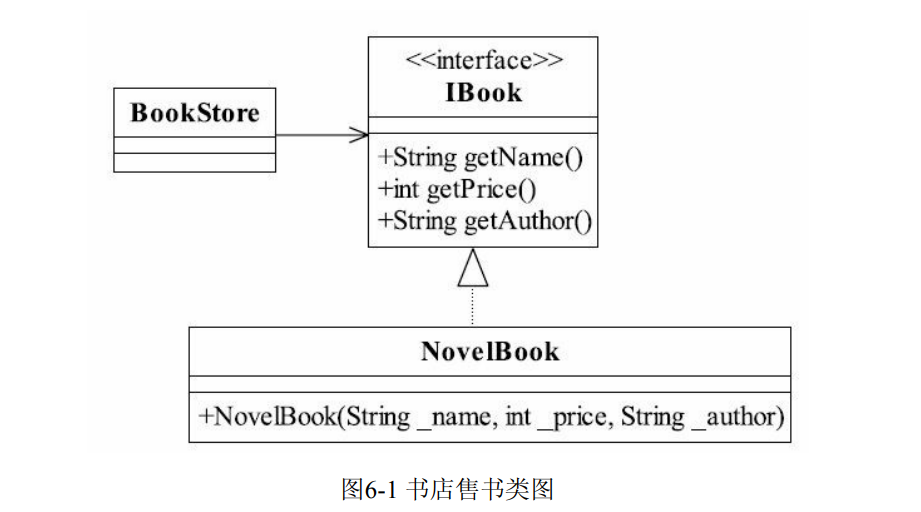 <<interface>>
IBook
BookStore
+String getName()
+int getPrice()
+String getAuthor()
NovelBook
+NovelBook(String _name, int _price, String _author)
图6-1 书店售书类图